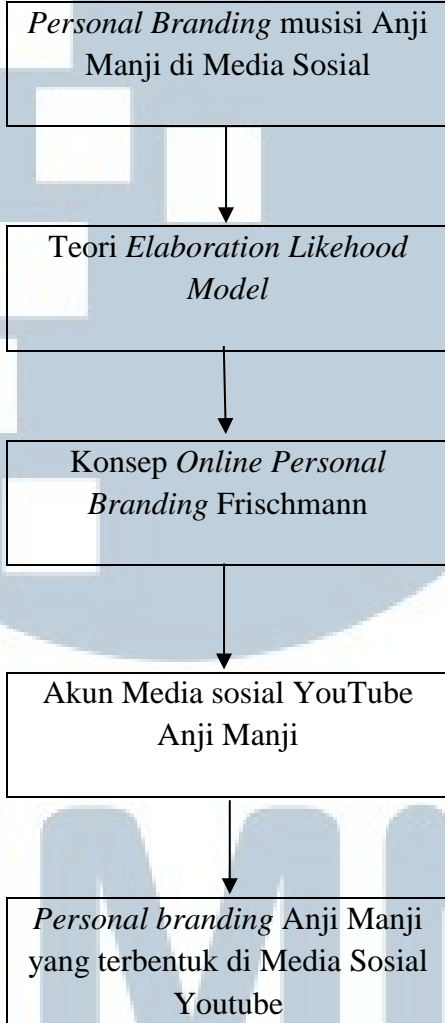 Personal Branding musisi Anji
Manji di Media Sosial
Teori Elaboration Likehood
Model
Konsep Online Personal
Branding Frischmann
Akun Media sosial YouTube
Anji Manji
Personal branding Anji Manji
yang terbentuk di Media Sosial
Youtube